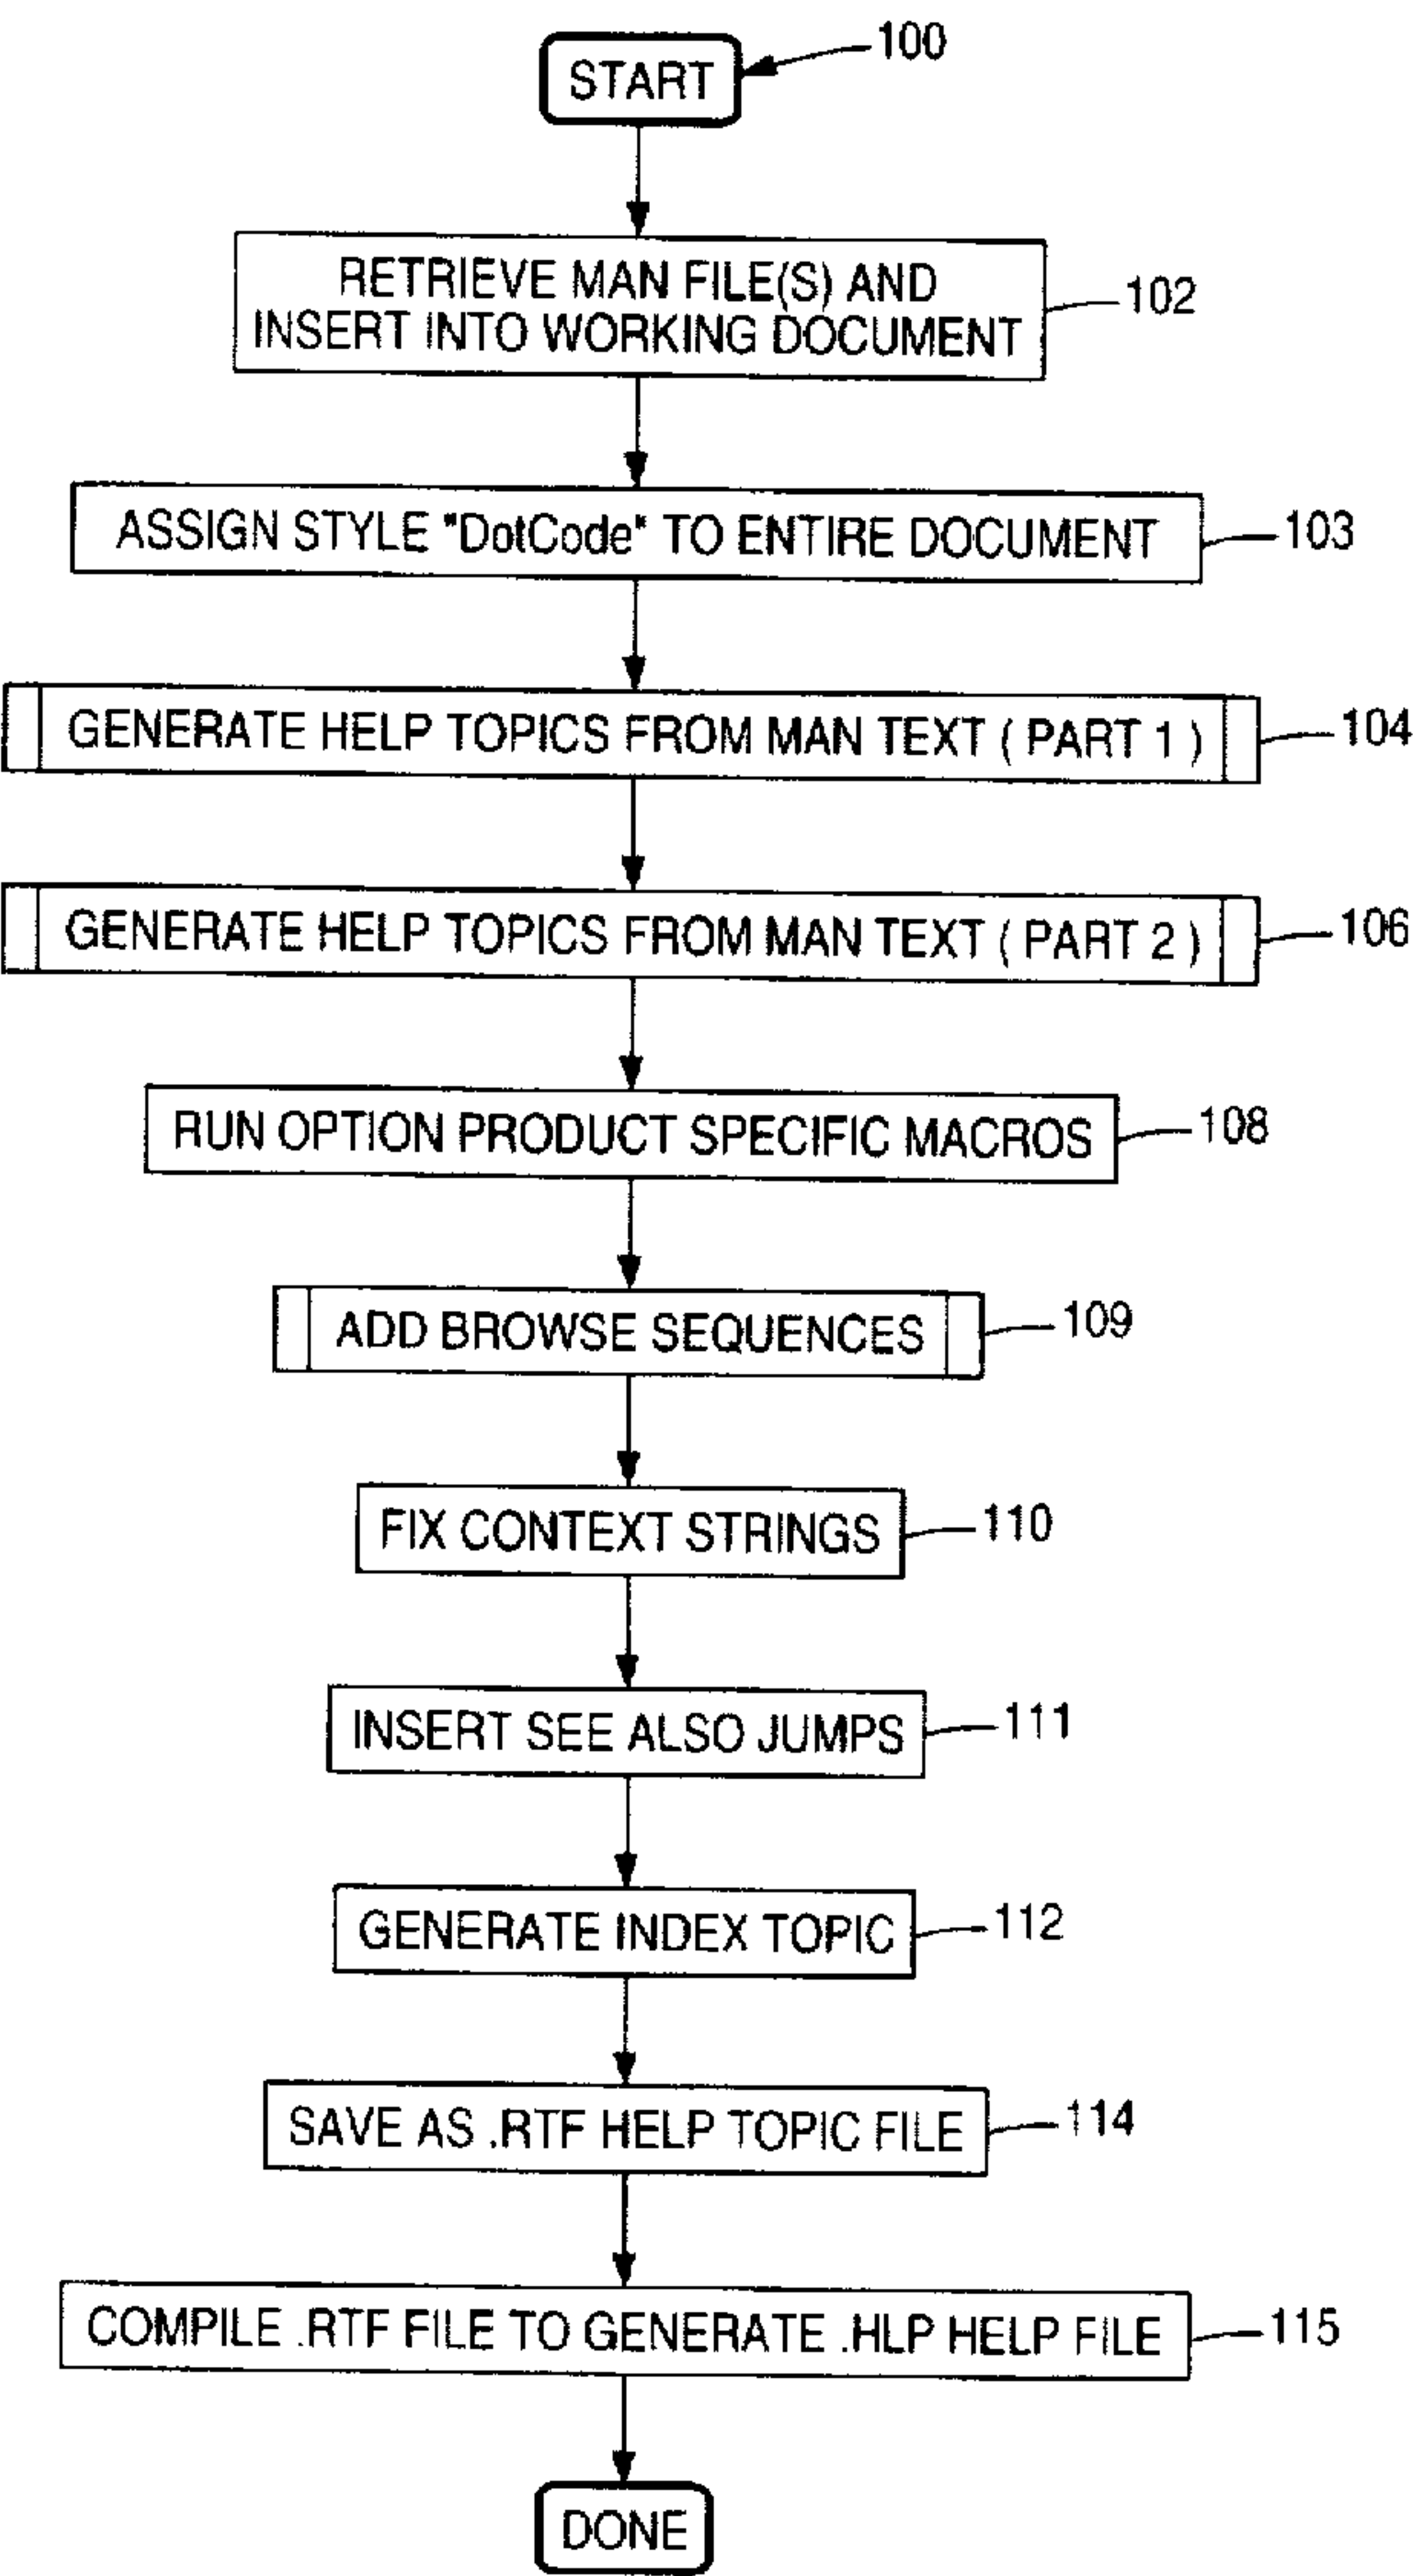 START
100
RETRIEVE MAN FILE(S) AND
INSERT INTO WORKING DOCUMENT
102
ASSIGN STYLE "DotCode" TO ENTIRE DOCUMENT
103
GENERATE HELP TOPICS FROM MAN TEXT ( PART 1 )
104
GENERATE HELP TOPICS FROM MAN TEXT ( PART 2 )
106
RUN OPTION PRODUCT SPECIFIC MACROS
108
ADD BROWSE SEQUENCES
109
FIX CONTEXT STRINGS
110
INSERT SEE ALSO JUMPS
111
GENERATE INDEX TOPIC
112
SAVE AS .RTF HELP TOPIC FILE
114
COMPILE .RTF FILE TO GENERATE .HLP HELP FILE
115
DONE